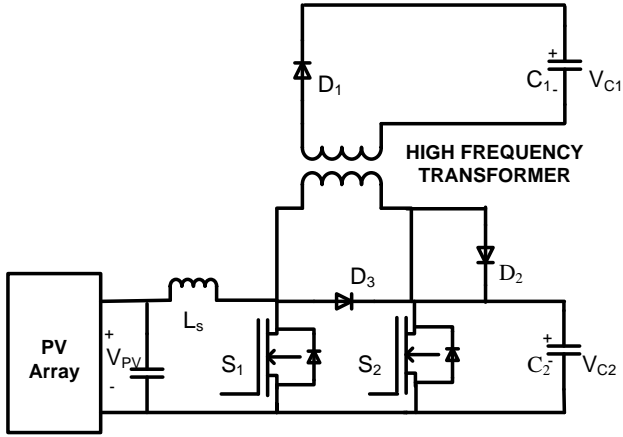 D1
+
C1-
VC1
HIGH FREQUENCY
TRANSFORMER
D3
D2
Ls
PV
Array
+
VPV
-
S1
S2
+
C2-
VC2